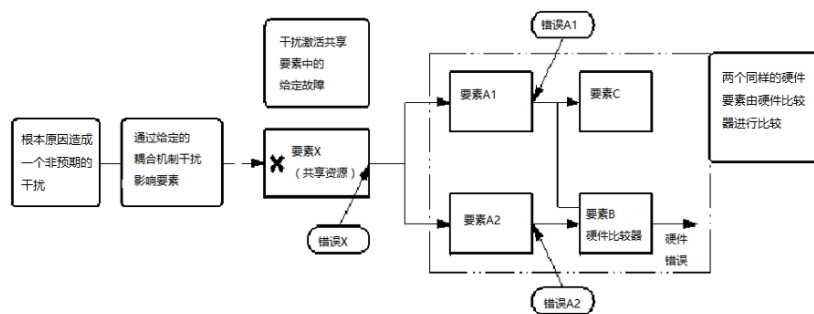 错误A1
干扰激活共享
要素中的
给定故障
两个同样的硬件
要素由硬件比较
器进行比较
要素A1
要素C
根本原因造成
一个非预期的
干扰
通过给定的
耦合机制干扰
影响要素
要素X
（共享资源）
错误X
要素A2
要素B
硬件比较器
硬件
错误
错误A2